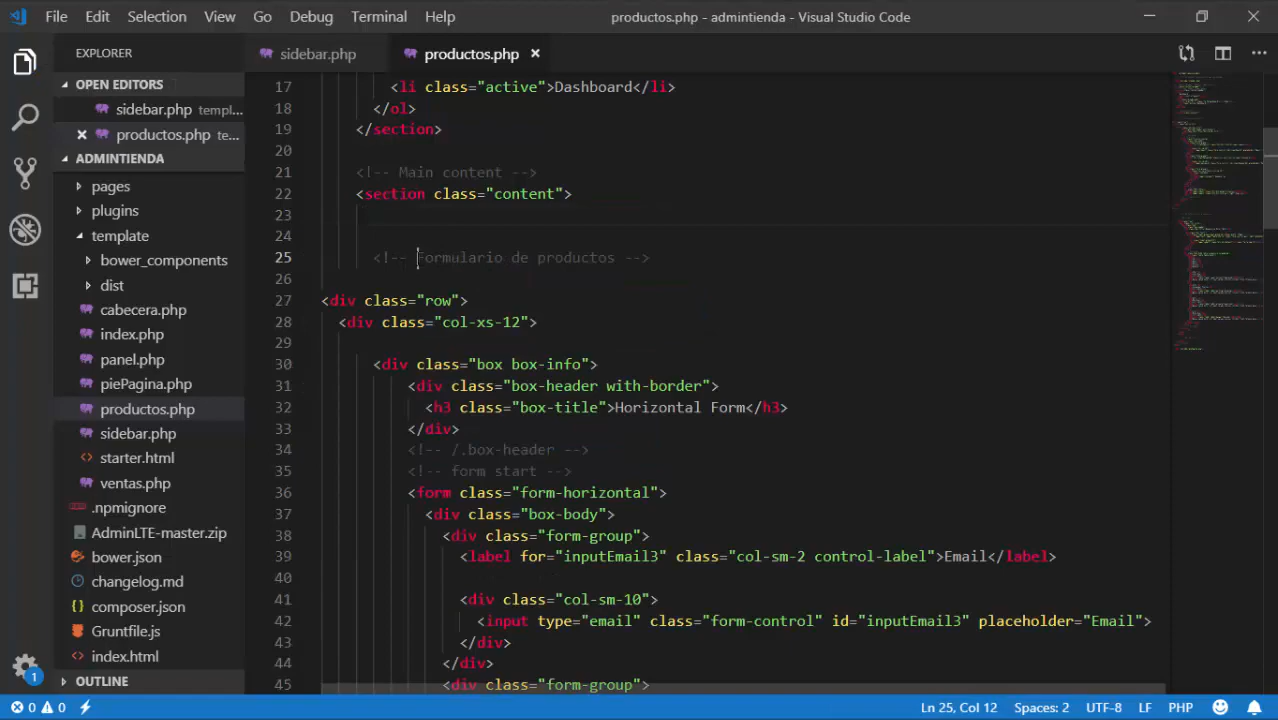 File Edit Selection View Go Debug Terminal Help productos.php - admintienda - Visual Studio Code
EXPLORER
OPEN EDITORS
sidebar.php templ...
productos.php te...
ADMINTIENDA
pages
plugins
template
bower_components
dist
cabecera.php
index.php
panel.php
piePagina.php
productos.php
sidebar.php
starter.html
ventas.php
.npmignore
AdminLTE-master.zip
bower.json
changelog.md
composer.json
Gruntfile.js
index.html
OUTLINE
sidebar.php productos.php
17 <li class="active">Dashboard</li>
18 </ol>
19 </section>
20
21 <!-- Main content -->
22 <section class="content">
23
24
25 <!-- Formulario de productos -->
26
27 <div class="row">
28 <div class="col-xs-12">
29
30 <div class="box box-info">
31 <div class="box-header with-border">
32 <h3 class="box-title">Horizontal Form</h3>
33 </div>
34 <!-- /.box-header -->
35 <!-- form start -->
36 <form class="form-horizontal">
37 <div class="box-body">
38 <div class="form-group">
39 <label for="inputEmail3" class="col-sm-2 control-label">Email</label>
40
41 <div class="col-sm-10">
42 <input type="email" class="form-control" id="inputEmail3" placeholder="Email">
43 </div>
44 </div>
45 <div class="form-group">
1
0 0 Ln 25, Col 12 Spaces: 2 UTF-8 LF PHP